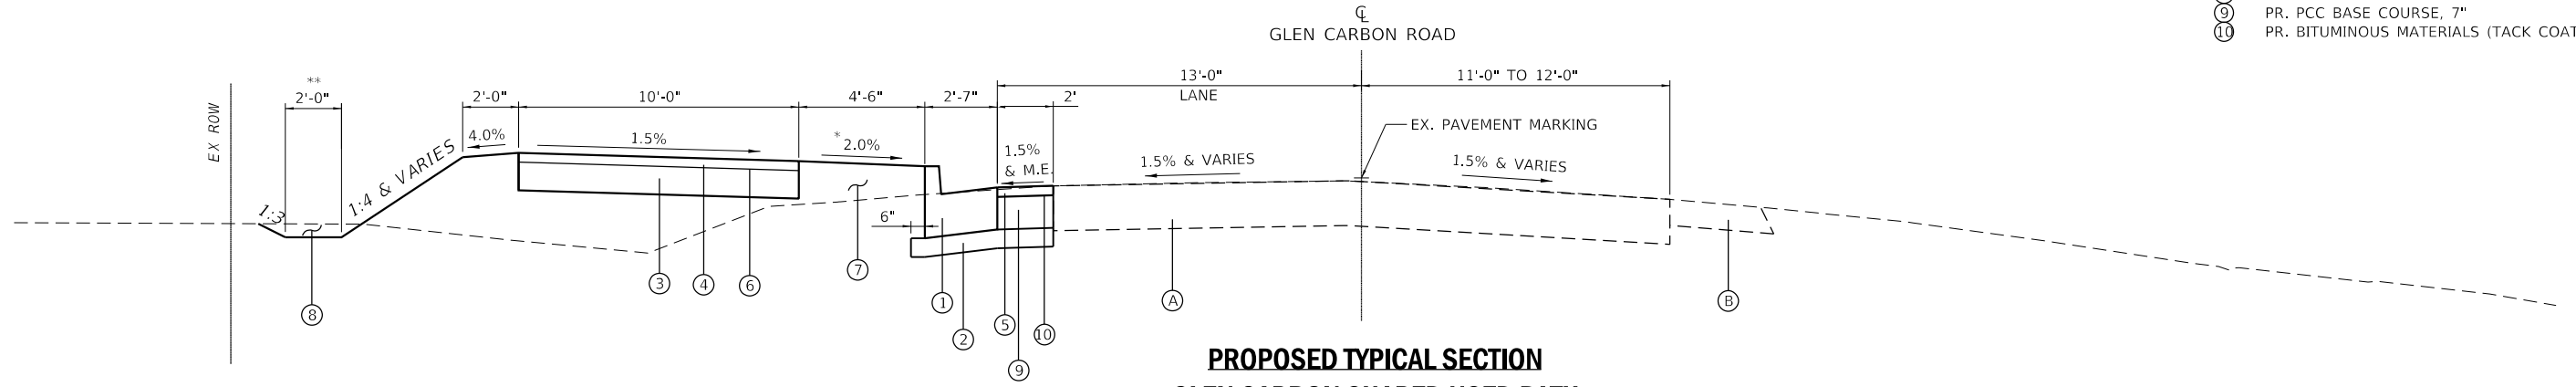 ℄
GLEN CARBON ROAD
9 PR. PCC BASE COURSE, 7"
10 PR. BITUMINOUS MATERIALS (TACK COAT
EX ROW
**
2'-0"
2'-0"
10'-0"
4'-6"
2'-7"
2'
13'-0"
LANE
11'-0" TO 12'-0"
EX. PAVEMENT MARKING
1:3
1:4 & VARIES
4.0%
1.5%
* 2.0%
1.5%
& M.E.
1.5% & VARIES
1.5% & VARIES
6"
8
3
4
6
7
1
2
5
9
10
A
B
PROPOSED TYPICAL SECTION